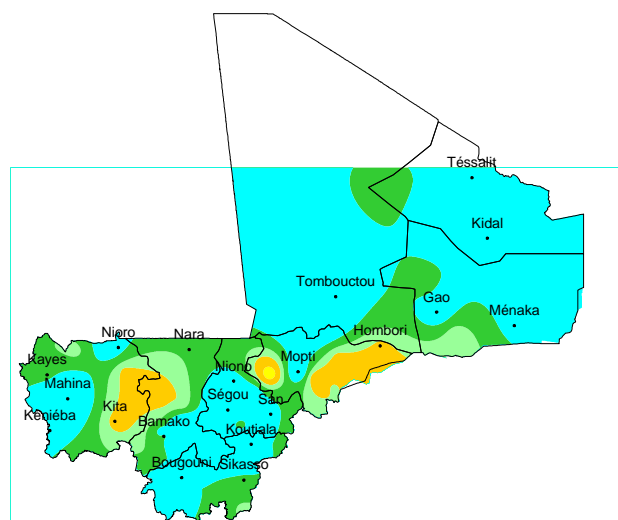 Téssalit
Kidal
Tombouctou
Gao
Ménaka
Hombori
Nioro
Nara
Kayes
Mopti
Niono
Mahina
Ségou
San
Kéniéba
Kita
Bamako
Koutiala
Bougouni
Sikasso